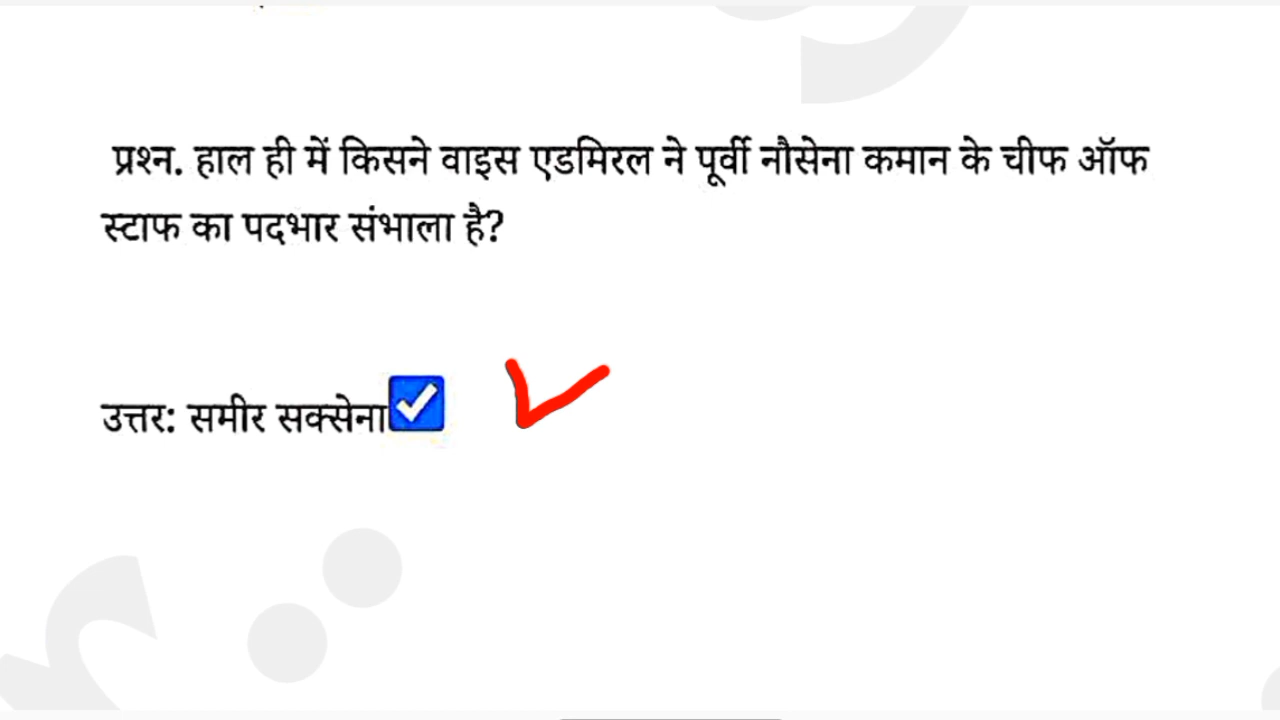 प्रश्न. हाल ही में किसने वाइस एडमिरल ने पूर्वी नौसेना कमान के चीफ ऑफ
स्टाफ का पदभार संभाला है?
उत्तर: समीर सक्सेना